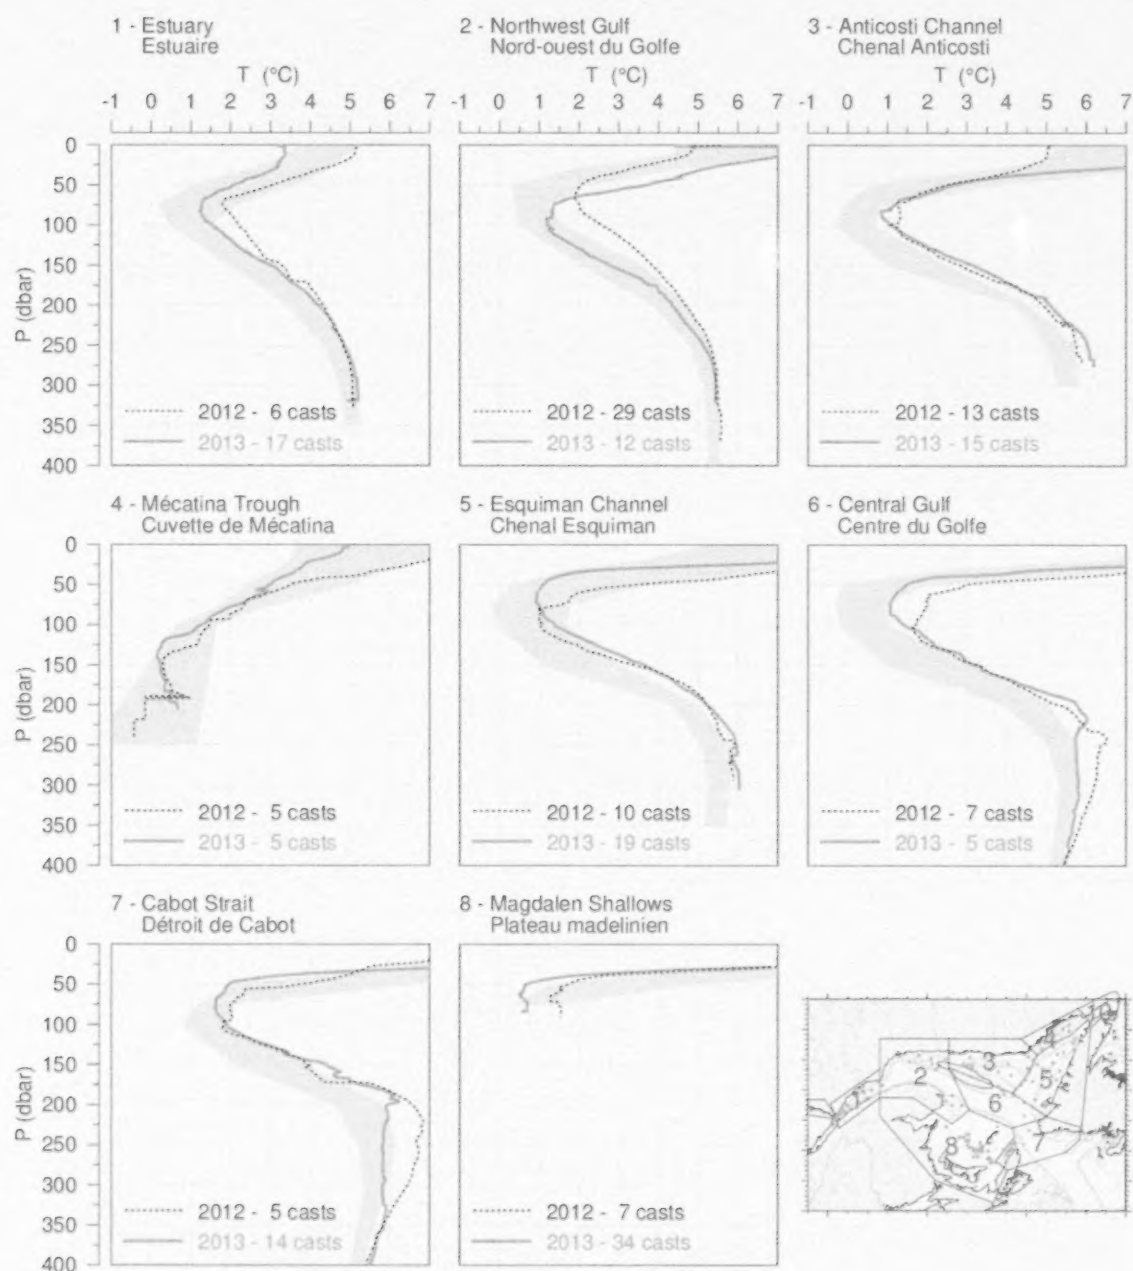 1 - Estuary
Estuaire
2 - Northwest Gulf
Nord-ouest du Golfe
3 - Anticosti Channel
Chenal Anticosti
T (°C)
T (°C)
T (°C)
-1 0 1 2 3 4 5 6 7
-1 0 1 2 3 4 5 6 7
-1 0 1 2 3 4 5 6 7
P (dbar)
0
50
100
150
200
250
300
350
400
2012 - 6 casts
2013 - 17 casts
2012 - 29 casts
2013 - 12 casts
2012 - 13 casts
2013 - 15 casts
4 - Mécatina Trough
Cuvette de Mécatina
5 - Esquiman Channel
Chenal Esquiman
6 - Central Gulf
Centre du Golfe
P (dbar)
0
50
100
150
200
250
300
350
400
2012 - 5 casts
2013 - 5 casts
2012 - 10 casts
2013 - 19 casts
2012 - 7 casts
2013 - 5 casts
7 - Cabot Strait
Détroit de Cabot
8 - Magdalen Shallows
Plateau madelinien
P (dbar)
0
50
100
150
200
250
300
350
400
2012 - 5 casts
2013 - 14 casts
2012 - 7 casts
2013 - 34 casts
1
2
3
4
5
6
7
8